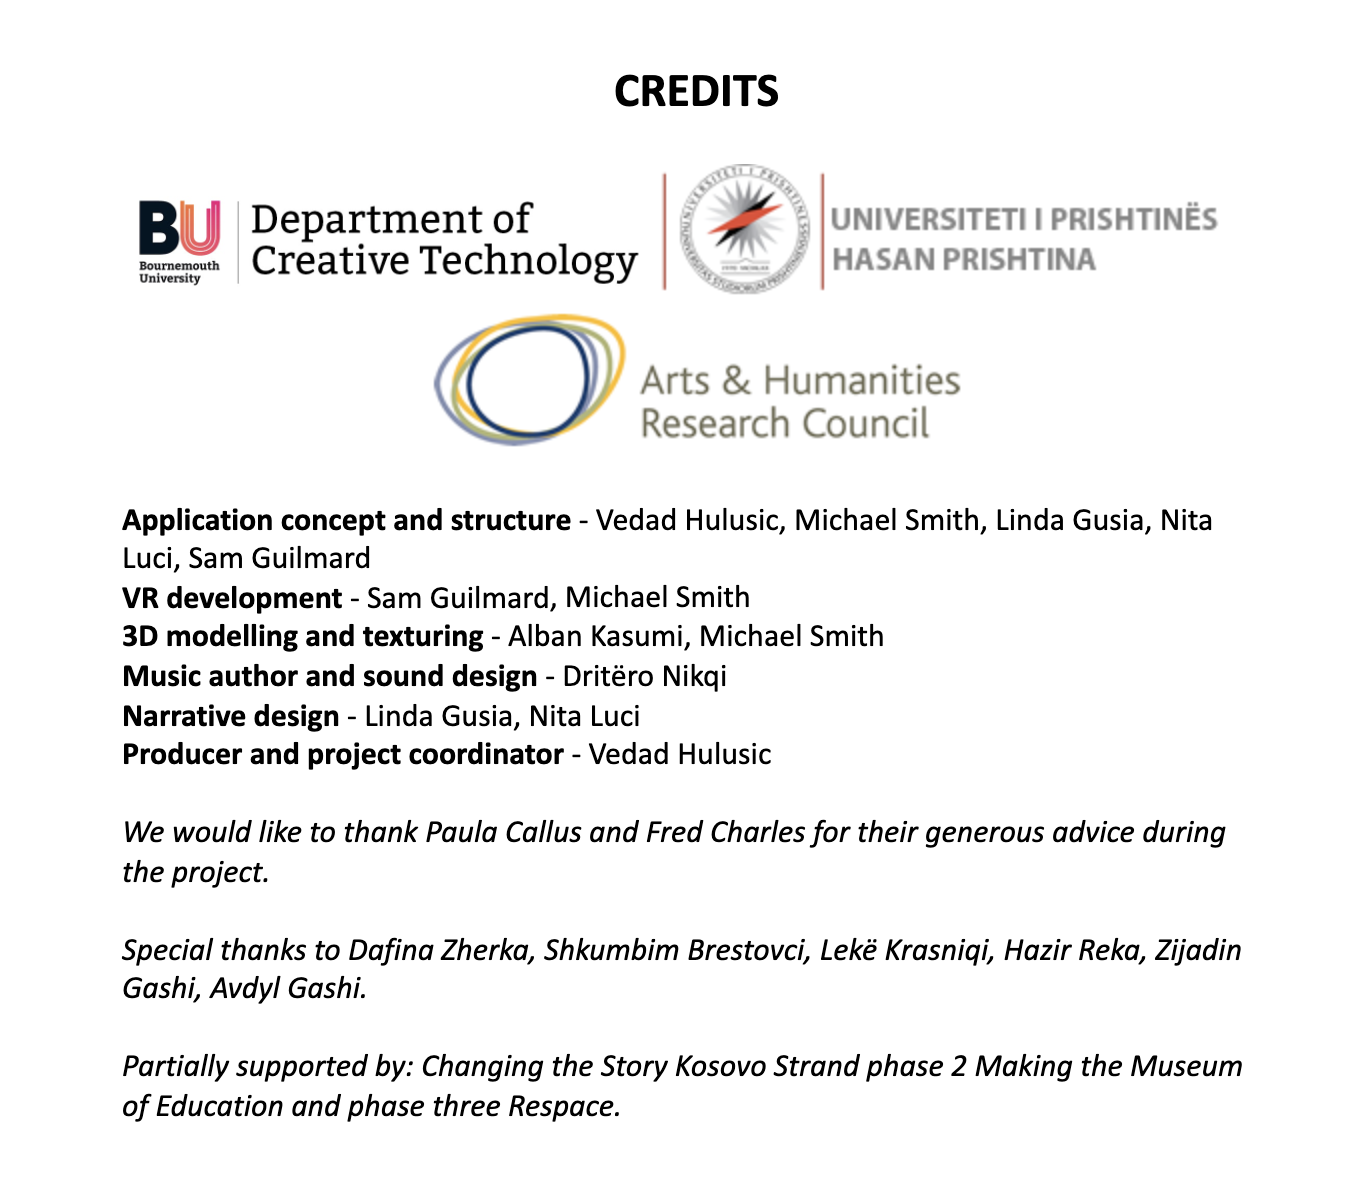 CREDITS
BU
Bournemouth
University
Department of
Creative Technology
UNIVERSITETI I PRISHTINËS
HASAN PRISHTINA
Arts & Humanities
Research Council
Application concept and structure - Vedad Hulusic, Michael Smith, Linda Gusia, Nita
Luci, Sam Guilmard
VR development - Sam Guilmard, Michael Smith
3D modelling and texturing - Alban Kasumi, Michael Smith
Music author and sound design - Dritëro Nikqi
Narrative design - Linda Gusia, Nita Luci
Producer and project coordinator - Vedad Hulusic
We would like to thank Paula Callus and Fred Charles for their generous advice during
the project.
Special thanks to Dafina Zherka, Shkumbim Brestovci, Lekë Krasniqi, Hazir Reka, Zijadin
Gashi, Avdyl Gashi.
Partially supported by: Changing the Story Kosovo Strand phase 2 Making the Museum
of Education and phase three Respace.